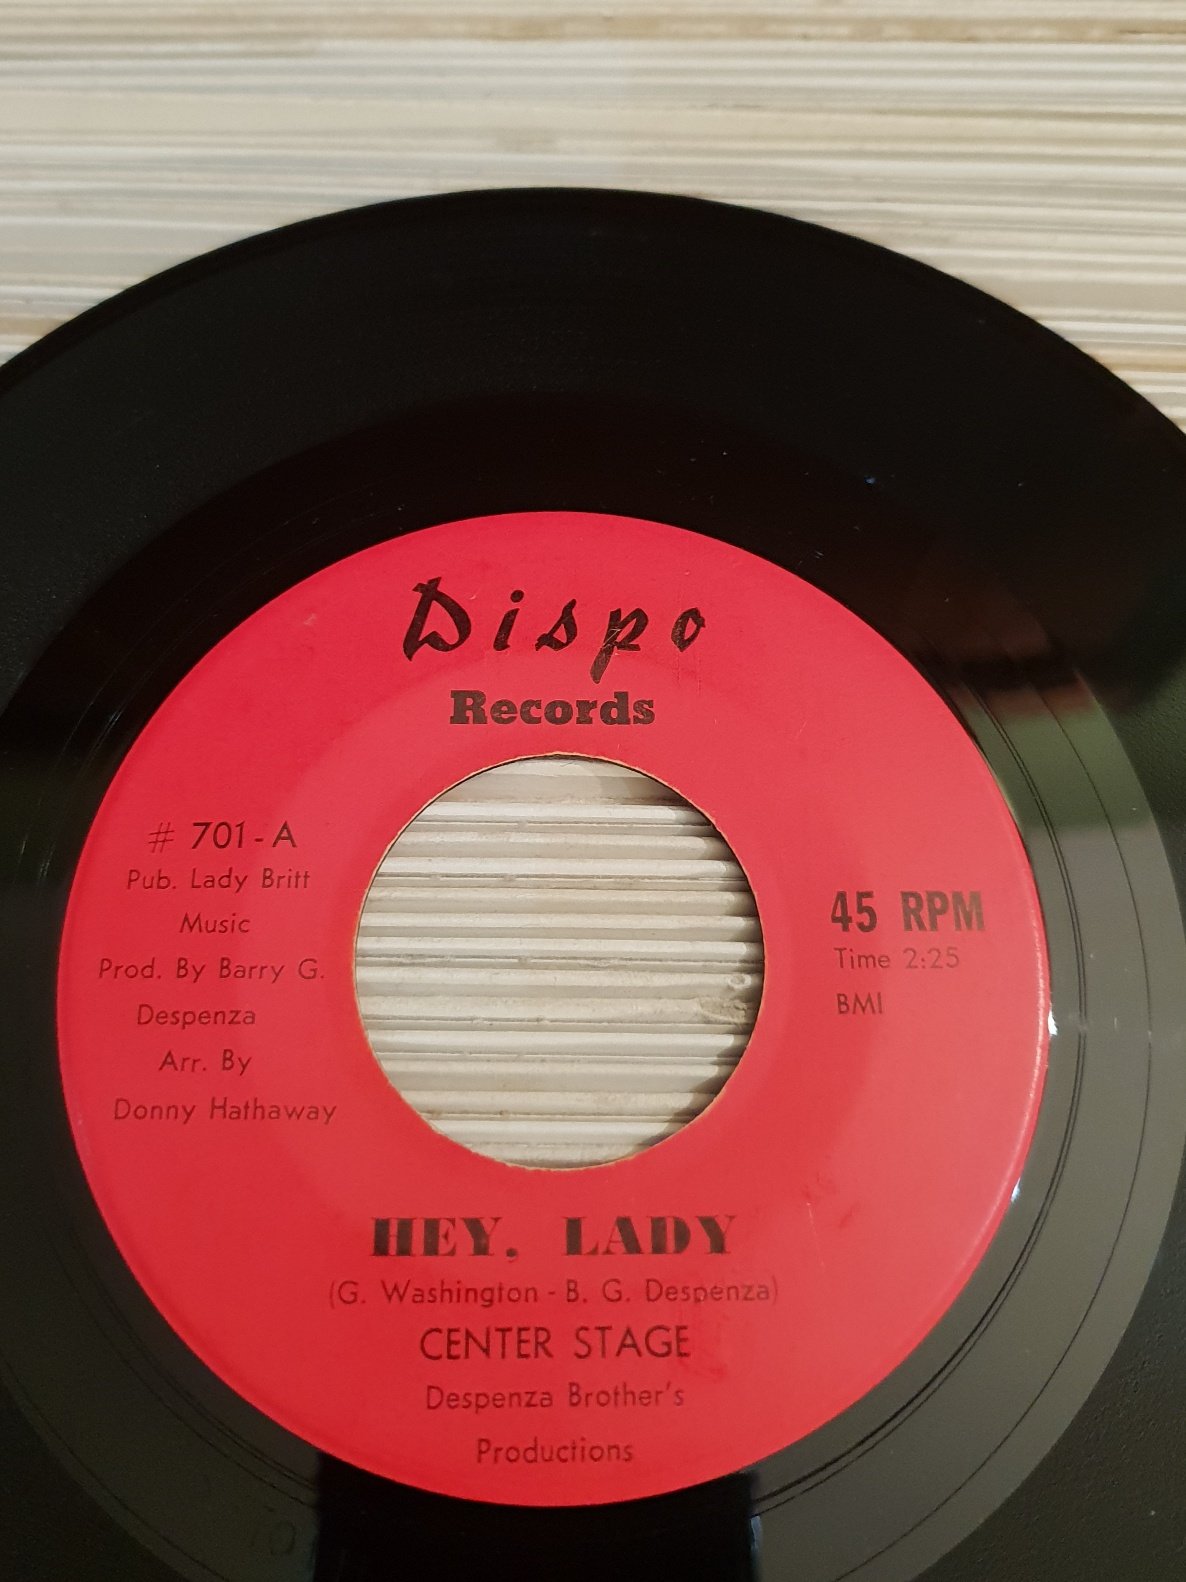 Dispo
Records
# 701-A
Pub. Lady Britt
Music
Prod. By Barry G.
Despenza
Arr. By
Donny Hathaway
45 RPM
Time 2:25
BMI
HEY, LADY
(G. Washington - B. G. Despenza)
CENTER STAGE
Despenza Brother's
Productions